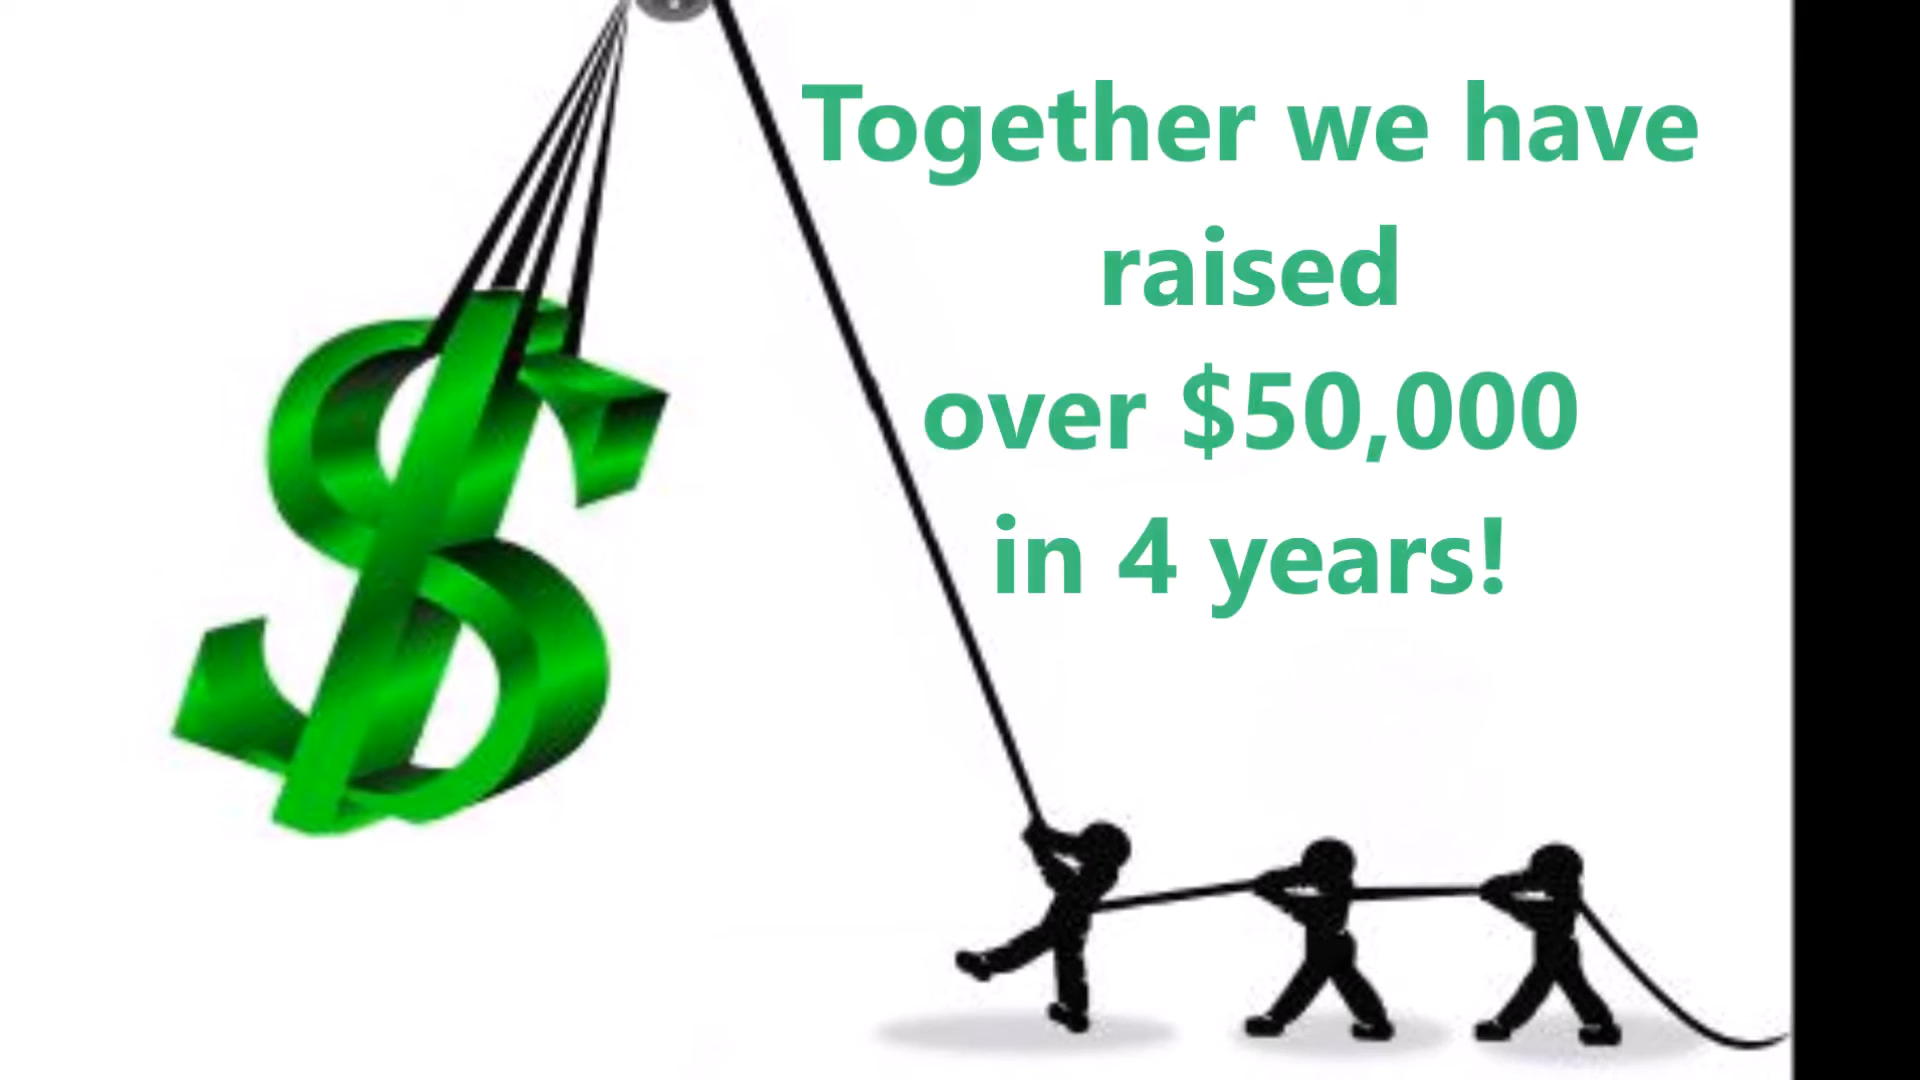 Together we have
raised
over $50,000
in 4 years!